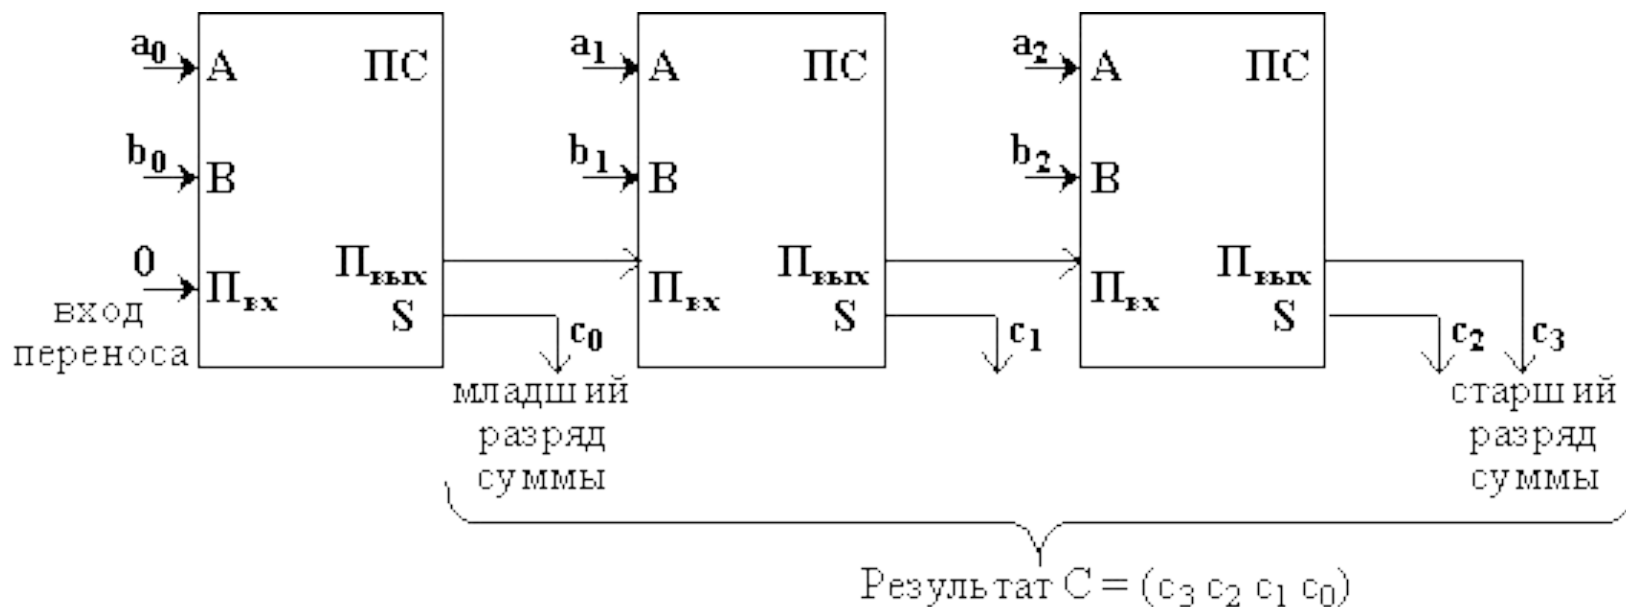 a0 A ПС a1 A ПС a2 A ПС
b0 B b1 B b2 B
0 Пвх Пвых Пвх Пвых Пвх Пвых
S c0 S c1 S c2 c3
вход
переноса
младший
разряд
суммы
старший
разряд
суммы
Результат C = (c3 c2 c1 c0)